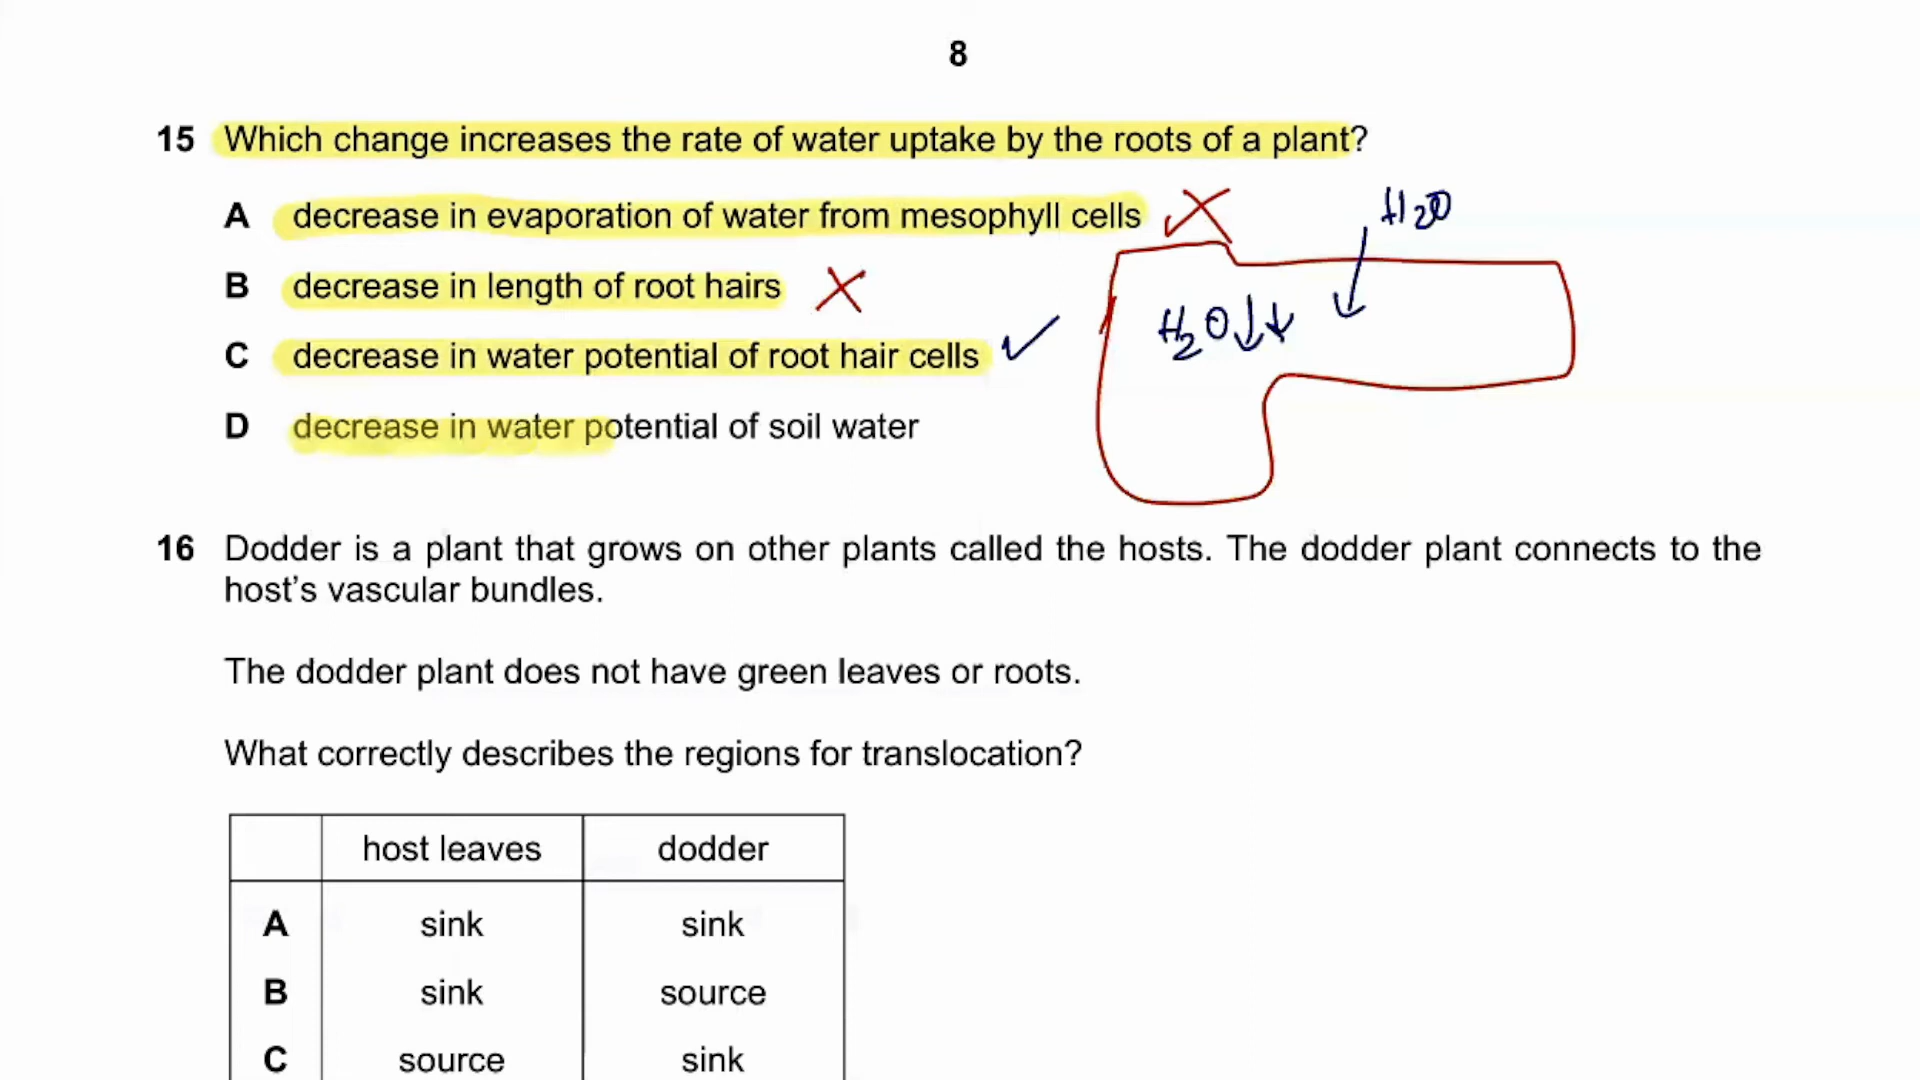 8
15 Which change increases the rate of water uptake by the roots of a plant?
A decrease in evaporation of water from mesophyll cells
H2O
B decrease in length of root hairs
H2O↓↓
C decrease in water potential of root hair cells
D decrease in water potential of soil water
16 Dodder is a plant that grows on other plants called the hosts. The dodder plant connects to the
host's vascular bundles.
The dodder plant does not have green leaves or roots.
What correctly describes the regions for translocation?
host leaves dodder
A sink sink
B sink source
C source sink